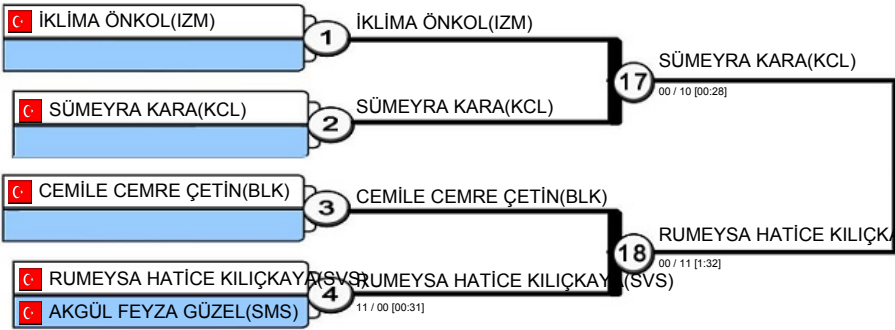 İKLİMA ÖNKOL(IZM)
1
İKLİMA ÖNKOL(IZM)
SÜMEYRA KARA(KCL)
17
00 / 10 [00:28]
SÜMEYRA KARA(KCL)
2
SÜMEYRA KARA(KCL)
CEMİLE CEMRE ÇETİN(BLK)
3
CEMİLE CEMRE ÇETİN(BLK)
RUMEYSA HATİCE KILIÇKA
18
00 / 11 [1:32]
RUMEYSA HATİCE KILIÇKAYA(SVS)
4
RUMEYSA HATİCE KILIÇKAYA(SVS)
11 / 00 [00:31]
AKGÜL FEYZA GÜZEL(SMS)